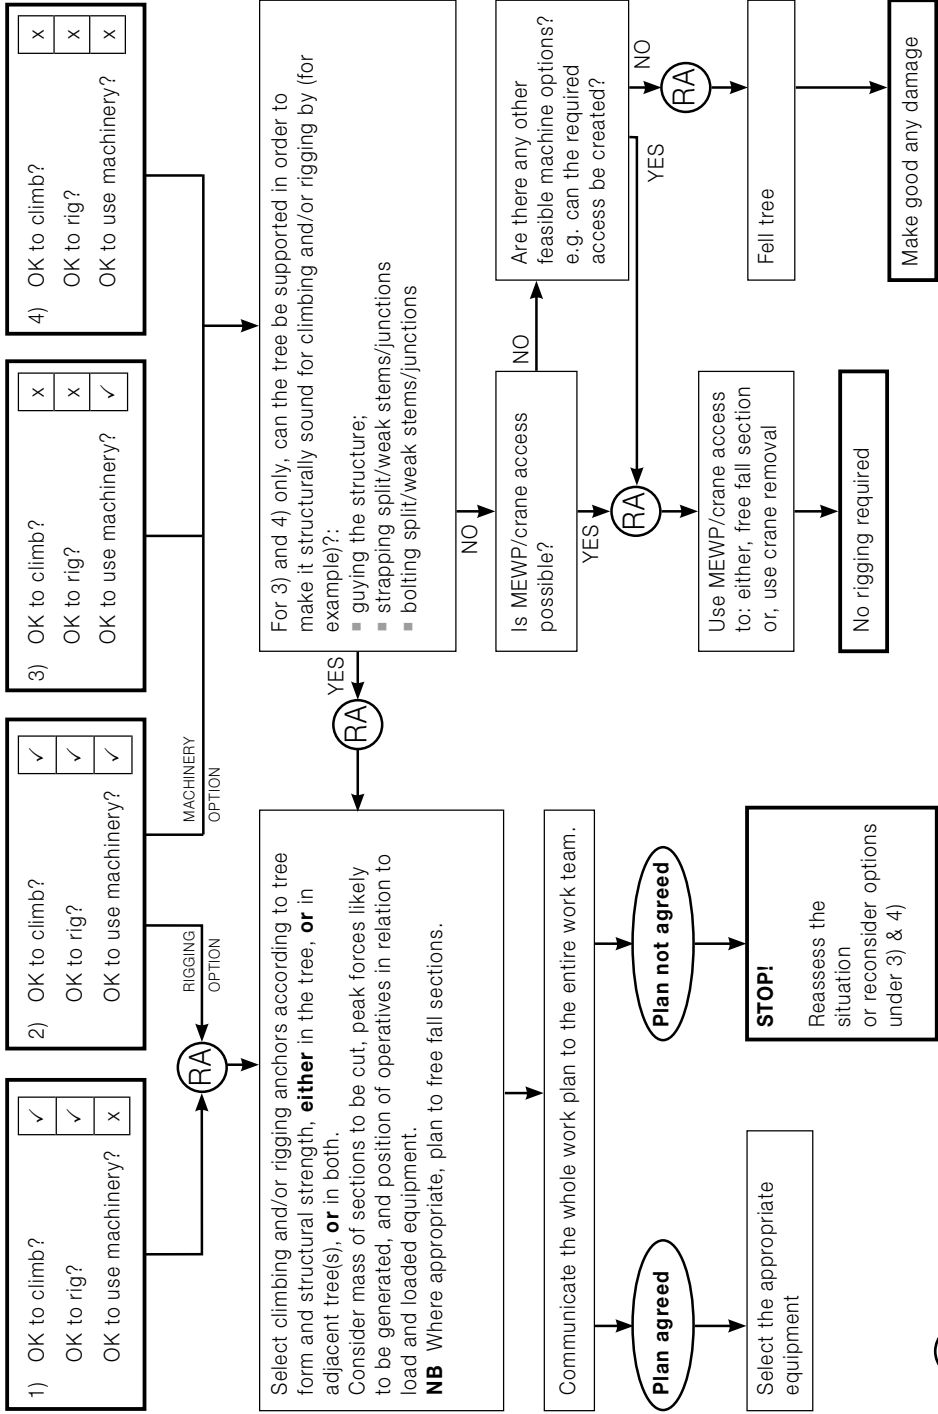 1) OK to climb? ✓
OK to rig? ✓
OK to use machinery? x
2) OK to climb? ✓
OK to rig? ✓
OK to use machinery? ✓
3) OK to climb? x
OK to rig? x
OK to use machinery? ✓
4) OK to climb? x
OK to rig? x
OK to use machinery? x
RIGGING
OPTION
MACHINERY
OPTION
RA
Select climbing and/or rigging anchors according to tree
form and structural strength, either in the tree, or in
adjacent tree(s), or in both.
Consider mass of sections to be cut, peak forces likely
to be generated, and position of operatives in relation to
load and loaded equipment.
NB Where appropriate, plan to free fall sections.
YES
RA
For 3) and 4) only, can the tree be supported in order to
make it structurally sound for climbing and/or rigging by (for
example)?:
■ guying the structure;
■ strapping split/weak stems/junctions
■ bolting split/weak stems/junctions
NO
Communicate the whole work plan to the entire work team.
Plan agreed
Plan not agreed
Select the appropriate
equipment
STOP!
Reassess the
situation
or reconsider options
under 3) & 4)
Is MEWP/crane access
possible?
NO
YES
Are there any other
feasible machine options?
e.g. can the required
access be created?
YES
NO
RA
RA
Use MEWP/crane access
to: either, free fall section
or, use crane removal
Fell tree
No rigging required
Make good any damage